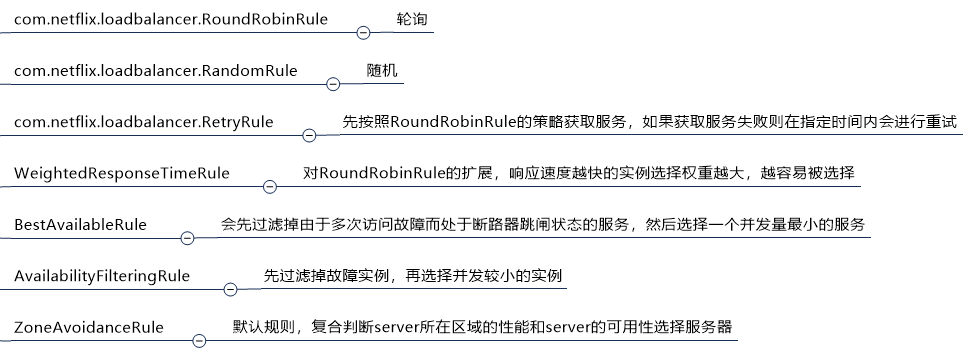 com.netflix.loadbalancer.RoundRobinRule 轮询
com.netflix.loadbalancer.RandomRule 随机
com.netflix.loadbalancer.RetryRule 先按照RoundRobinRule的策略获取服务，如果获取服务失败则在指定时间内会进行重试
WeightedResponseTimeRule 对RoundRobinRule的扩展，响应速度越快的实例选择权重越大，越容易被选择
BestAvailableRule 会先过滤掉由于多次访问故障而处于断路器跳闸状态的服务，然后选择一个并发量最小的服务
AvailabilityFilteringRule 先过滤掉故障实例，再选择并发较小的实例
ZoneAvoidanceRule 默认规则，复合判断server所在区域的性能和server的可用性选择服务器